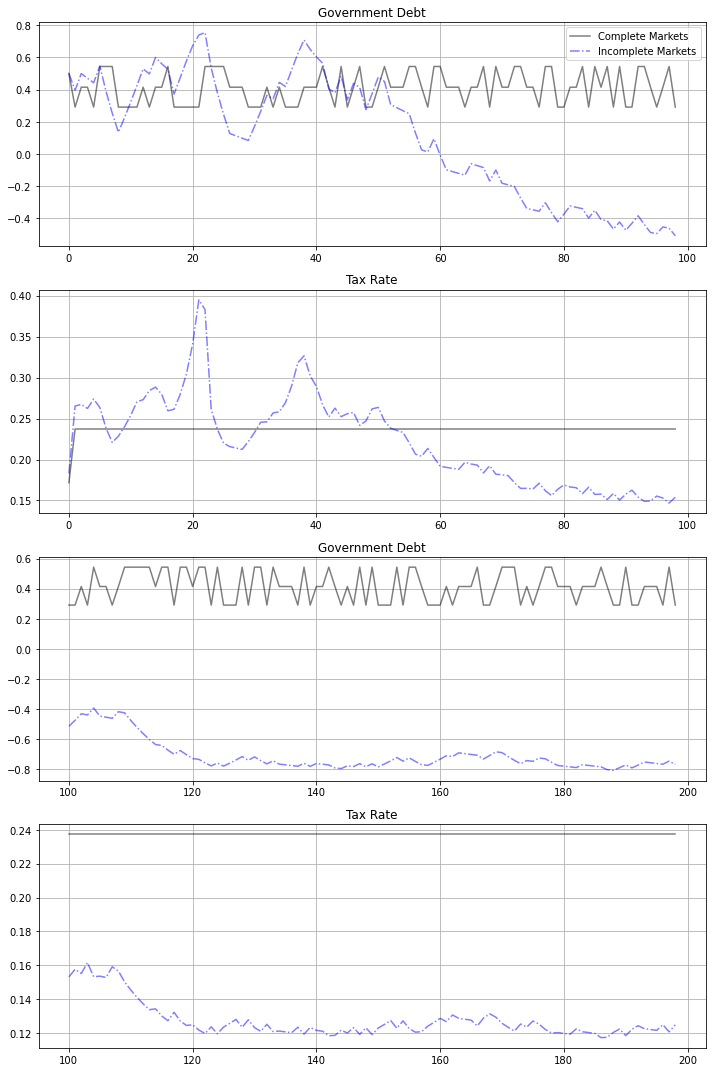 Government Debt
0.8
0.6
0.4
0.2
0.0
−0.2
−0.4
Complete Markets
Incomplete Markets
0 20 40 60 80 100
Tax Rate
0.40
0.35
0.30
0.25
0.20
0.15
0 20 40 60 80 100
Government Debt
0.6
0.4
0.2
0.0
−0.2
−0.4
−0.6
−0.8
100 120 140 160 180 200
Tax Rate
0.24
0.22
0.20
0.18
0.16
0.14
0.12
100 120 140 160 180 200